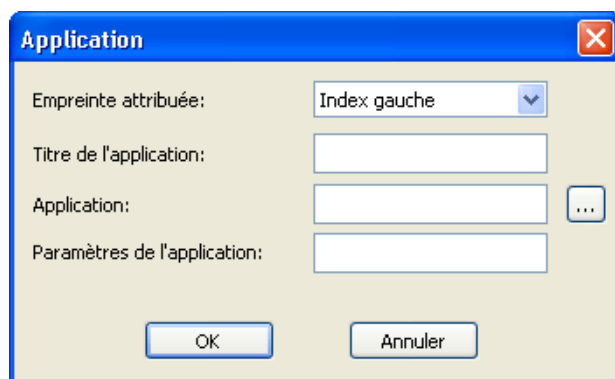 Application
Empreinte attribuée: Index gauche
Titre de l'application:
Application: ...
Paramètres de l'application:
OK Annuler